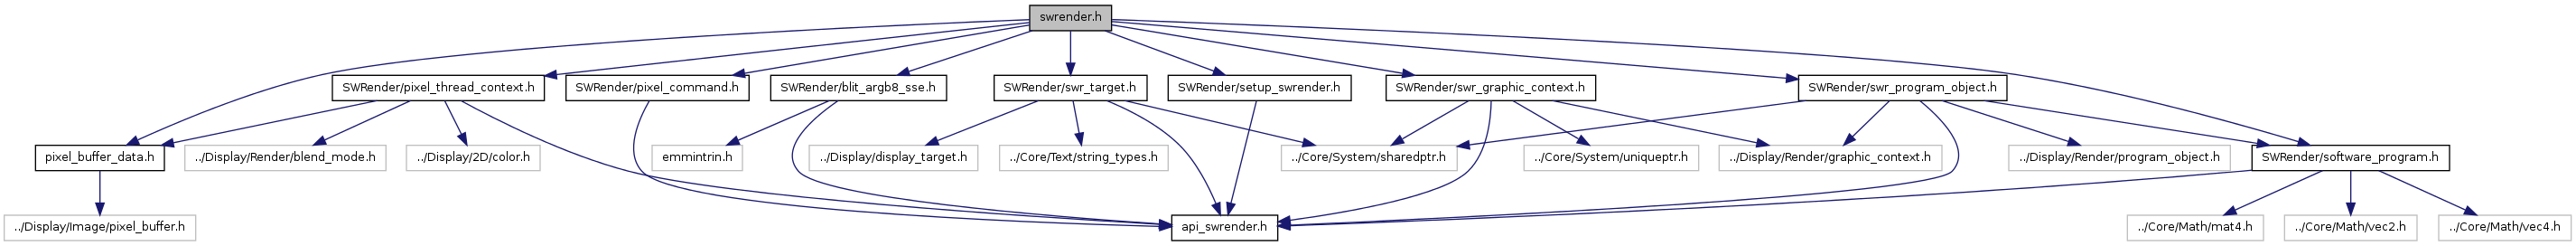 swrender.h
SWRender/pixel_thread_context.h
SWRender/pixel_command.h
SWRender/blit_argb8_sse.h
SWRender/swr_target.h
SWRender/setup_swrender.h
SWRender/swr_graphic_context.h
SWRender/swr_program_object.h
pixel_buffer_data.h
../Display/Render/blend_mode.h
../Display/2D/color.h
emmintrin.h
../Display/display_target.h
../Core/Text/string_types.h
../Core/System/sharedptr.h
../Core/System/uniqueptr.h
../Display/Render/graphic_context.h
../Display/Render/program_object.h
SWRender/software_program.h
../Display/Image/pixel_buffer.h
api_swrender.h
../Core/Math/mat4.h
../Core/Math/vec2.h
../Core/Math/vec4.h